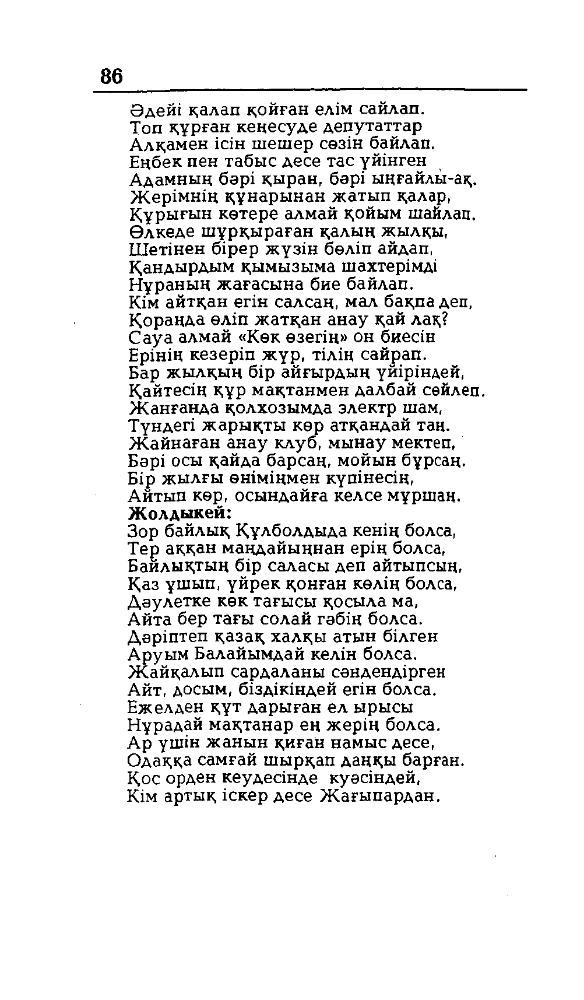 86
Әдейі қалап қойған елім сайлап.
Топ құрған кеңесуде депутаттар
Алқамен ісін шешер сөзін байлап.
Еңбек пен табыс десе тас үйінген
Адамның бәрі қыран, бәрі ыңғайлы-ақ.
Жерімнің құнарынан жатып қалар,
Құрығын көтере алмай қойым шайлап.
Өлкеде шұрқыраған қалың жылқы,
Шетінен бірер жүзін бөліп айдап,
Қандырдым қымызыма шахтерімді
Нұраның жағасына бие байлап.
Кім айтқан егін салсаң, мал бақпа деп,
Қораңда өліп жатқан анау қай лақ?
Сауа алмай «Көк өзегің» он биесін
Ерінің кезеріп жүр, тілің сайрап.
Бар жылқың бір айғырдың үйіріндей,
Қайтесің құр мақтанмен далбай сөйлеп.
Жанғанда қолхозымда электр шам,
Түндегі жарықты көр атқандай таң.
Жайнаған анау клуб, мынау мектеп,
Бәрі осы қайда барсаң, мойын бұрсаң.
Бір жылғы өніміңмен күпінесің,
Айтып көр, осындайға келсе мұршаң.
Жолдыкей:
Зор байлық Құлболдыда кенің болса,
Тер аққан маңдайыңнан ерің болса,
Байлықтың бір саласы деп айтыпсың,
Қаз ұшып, үйрек қонған көлің болса,
Дәулетке көк тағысы қосыла ма,
Айта бер тағы солай гәбің болса.
Дәріптеп қазақ халқы атын білген
Аруым Балайымдай келін болса.
Жайқалып сардаланы сәндендірген
Айт, досым, біздікіндей егін болса.
Ежелден құт дарыған ел ырысы
Нұрадай мақтанар ең жерің болса.
Ар үшін жанын қиған намыс десе,
Одаққа самғай шырқап даңқы барған.
Қос орден кеудесінде куәсіндей,
Кім артық іскер десе Жағыпардан.